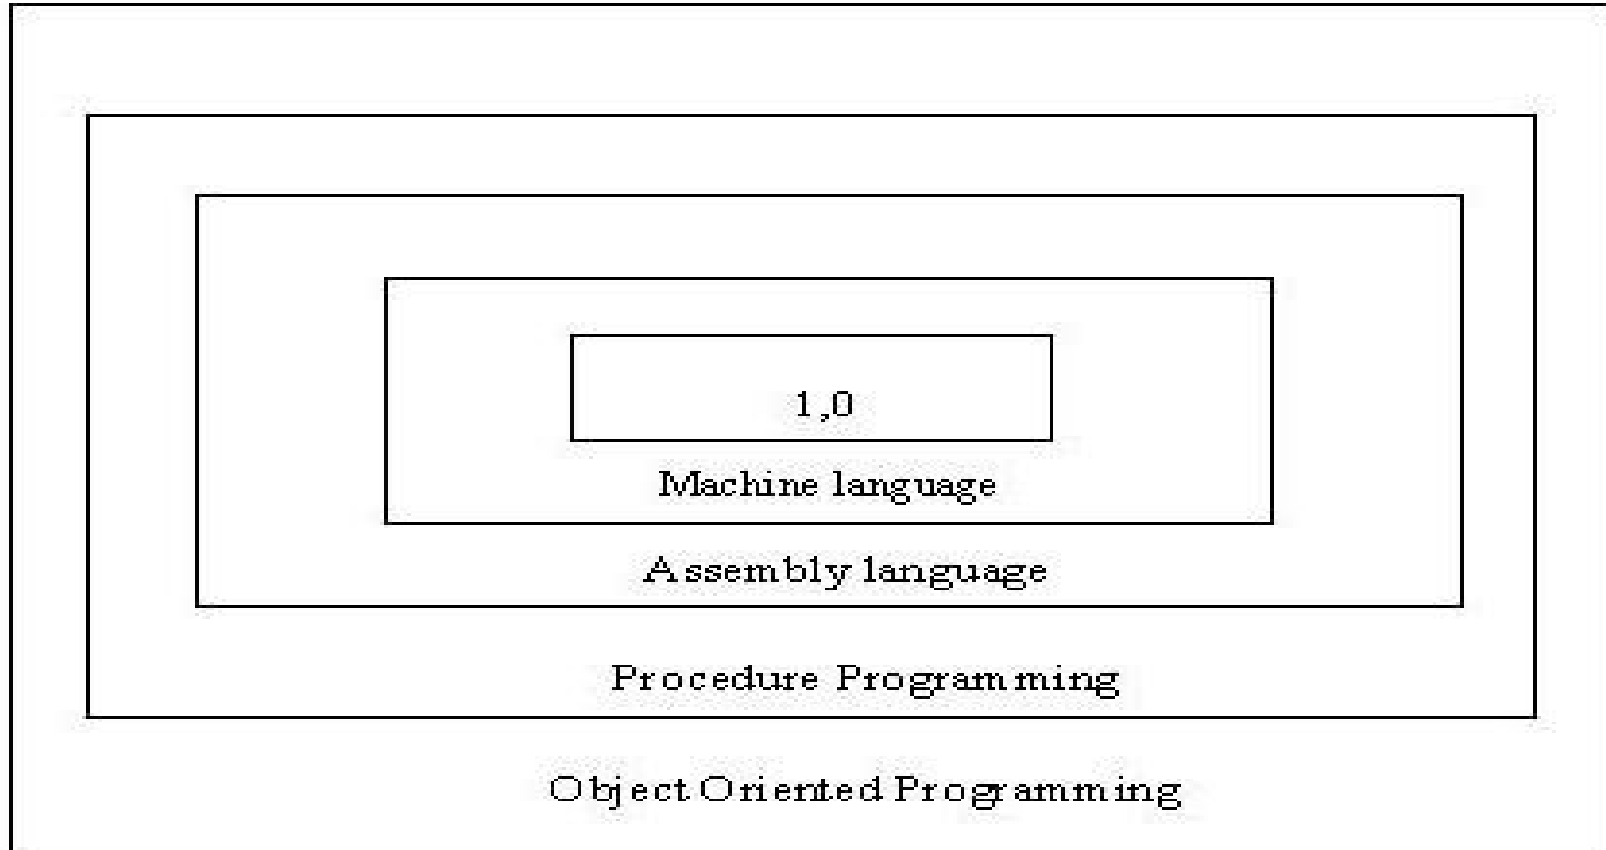 1,0
Machine language
Assembly language
Procedure Programming
Object Oriented Programming